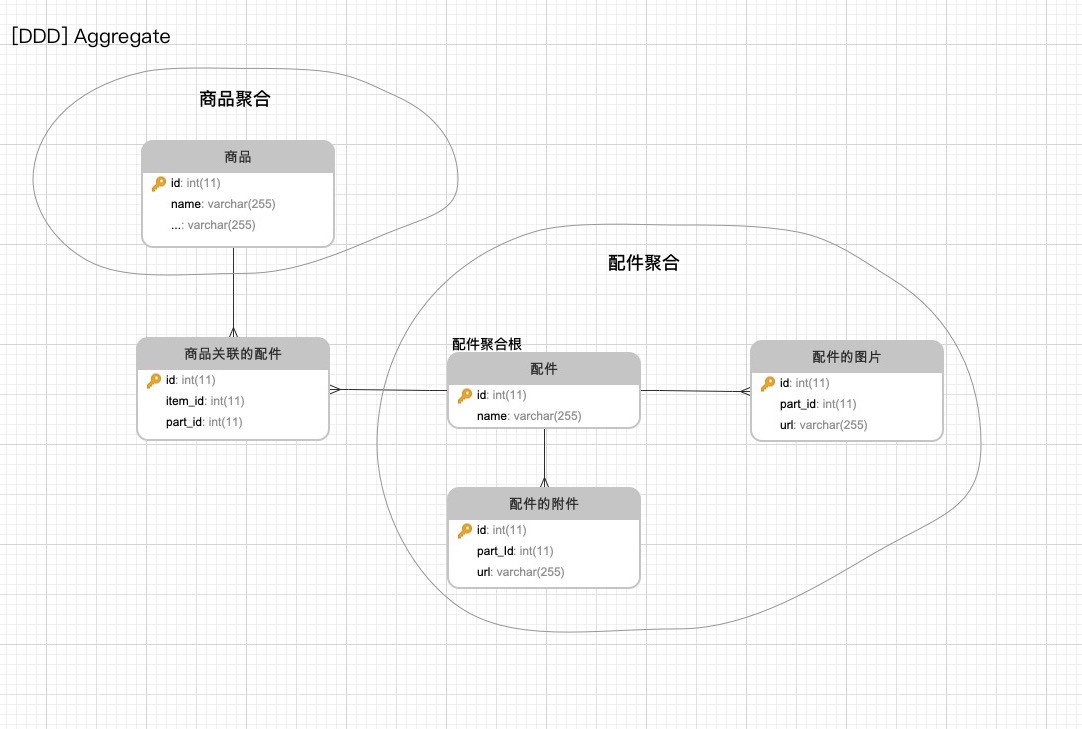 [DDD] Aggregate
商品聚合
商品
id: int(11)
name: varchar(255)
...: varchar(255)
配件聚合
商品关联的配件
id: int(11)
item_id: int(11)
part_id: int(11)
配件聚合根
配件
id: int(11)
name: varchar(255)
配件的图片
id: int(11)
part_id: int(11)
url: varchar(255)
配件的附件
id: int(11)
part_Id: int(11)
url: varchar(255)